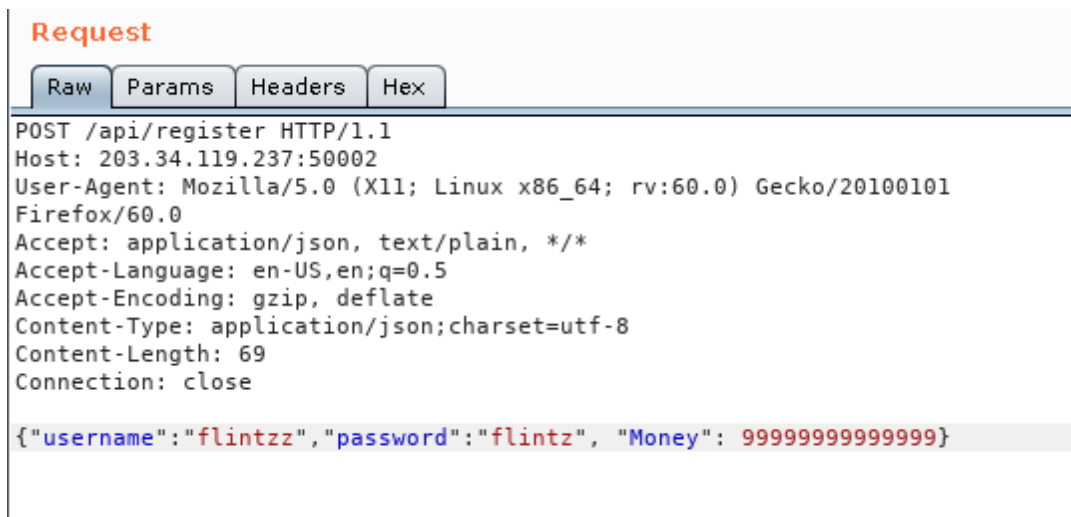 Request
Raw Params Headers Hex
POST /api/register HTTP/1.1
Host: 203.34.119.237:50002
User-Agent: Mozilla/5.0 (X11; Linux x86_64; rv:60.0) Gecko/20100101
Firefox/60.0
Accept: application/json, text/plain, */*
Accept-Language: en-US,en;q=0.5
Accept-Encoding: gzip, deflate
Content-Type: application/json;charset=utf-8
Content-Length: 69
Connection: close
{"username":"flintzz","password":"flintz", "Money": 99999999999999}